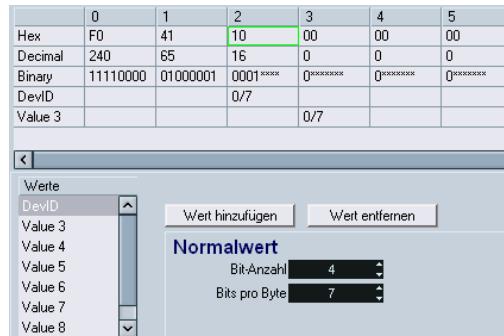 0 1 2 3 4 5
Hex F0 41 10 00 00 00
Decimal 240 65 16 0 0 0
Binary 11110000 01000001 0001**** 0******* 0******* 0*******
DevID 0/7
Value 3 0/7
Werte
DevID
Value 3
Value 4
Value 5
Value 6
Value 7
Value 8
Wert hinzufügen Wert entfernen
Normalwert
Bit-Anzahl 4
Bits pro Byte 7